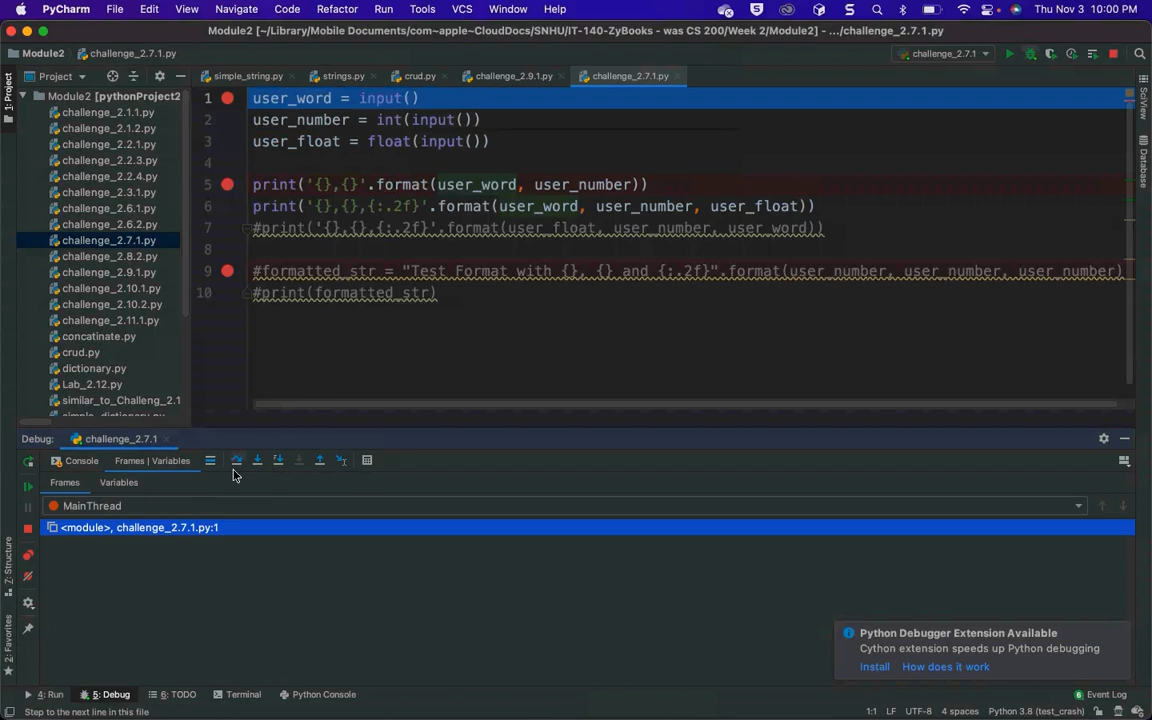 PyCharm File Edit View Navigate Code Refactor Run Tools VCS Window Help Thu Nov 3 10:00 PM
Module2 [~/Library/Mobile Documents/com~apple~CloudDocs/SNHU/IT-140-ZyBooks - was CS 200/Week 2/Module2] - .../challenge_2.7.1.py
Module2 challenge_2.7.1.py challenge_2.7.1
1: Project
Project simple_string.py strings.py crud.py challenge_2.9.1.py challenge_2.7.1.py
SciView
Database
Module2 [pythonProject2
challenge_2.1.1.py
challenge_2.1.2.py
challenge_2.2.1.py
challenge_2.2.3.py
challenge_2.2.4.py
challenge_2.3.1.py
challenge_2.6.1.py
challenge_2.6.2.py
challenge_2.7.1.py
challenge_2.8.2.py
challenge_2.9.1.py
challenge_2.10.1.py
challenge_2.10.2.py
challenge_2.11.1.py
concatinate.py
crud.py
dictionary.py
Lab_2.12.py
similar_to_Challeng_2.1
simple_dictionary.py
1 user_word = input()
2 user_number = int(input())
3 user_float = float(input())
4
5 print('{},{}'.format(user_word, user_number))
6 print('{},{},{:.2f}'.format(user_word, user_number, user_float))
7 #print('{},{},{:.2f}'.format(user_float, user_number, user_word))
8
9 #formatted_str = "Test Format with {}, {} and {:.2f}".format(user_number, user_number, user_number)
10 #print(formatted_str)
Debug: challenge_2.7.1
Console Frames | Variables
Frames Variables
MainThread
<module>, challenge_2.7.1.py:1
Z: Structure
2: Favorites
Python Debugger Extension Available
Cython extension speeds up Python debugging
Install How does it work
4: Run 5: Debug 6: TODO Terminal Python Console 6 Event Log
Step to the next line in this file 1:1 LF UTF-8 4 spaces Python 3.8 (test_crash)